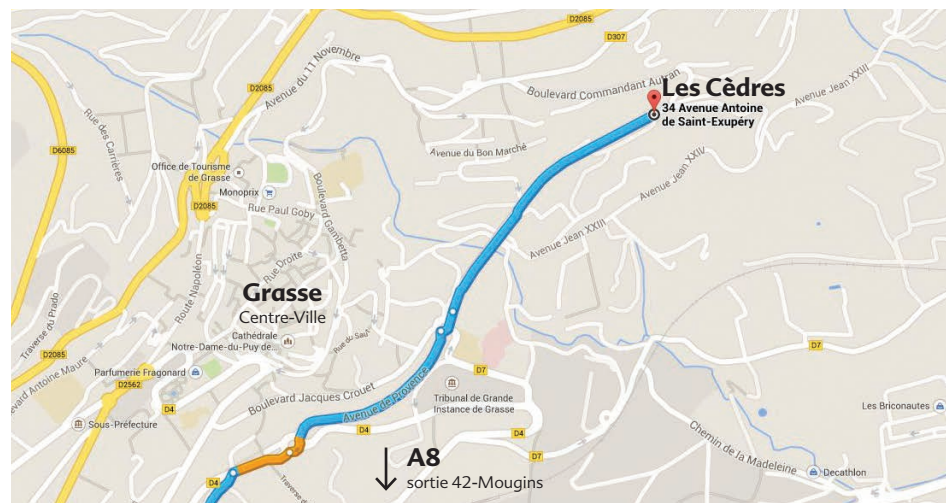 D2085
D307
Avenue du 11 Novembre
Boulevard Commandant Autran
Avenue Jean XXIII
Les Cèdres
34 Avenue Antoine
de Saint-Exupéry
D2085
Rue des Carrières
D6085
Avenue du Bon Marché
Avenue Jean XXIV
Office de Tourisme
de Grasse
Monoprix
Boulevard Gambetta
D2085
Rue Paul Goby
Avenue Jean XXIII
Rue Droite
Route Napoléon
Grasse
Centre-Ville
Traverse du Prado
Cathédrale
Notre-Dame-du-Puy de...
Rue du Saut
D2085
D7
Boulevard Antoine Maure
Parfumerie Fragonard
D2562
D7
Avenue de Provence
Boulevard Jacques Crouet
Tribunal de Grande
Instance de Grasse
D4
Sous-Préfecture
D4
D4
Les Briconautes
Chemin de la Madeleine
A8
sortie 42-Mougins
D7
D4
Decathlon